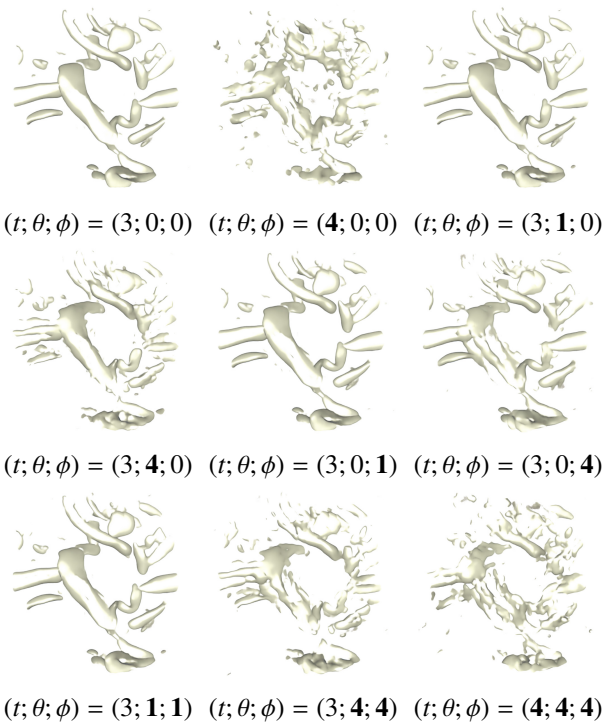 (t; θ; ϕ) = (3; 0; 0) (t; θ; ϕ) = (4; 0; 0) (t; θ; ϕ) = (3; 1; 0)
(t; θ; ϕ) = (3; 4; 0) (t; θ; ϕ) = (3; 0; 1) (t; θ; ϕ) = (3; 0; 4)
(t; θ; ϕ) = (3; 1; 1) (t; θ; ϕ) = (3; 4; 4) (t; θ; ϕ) = (4; 4; 4)